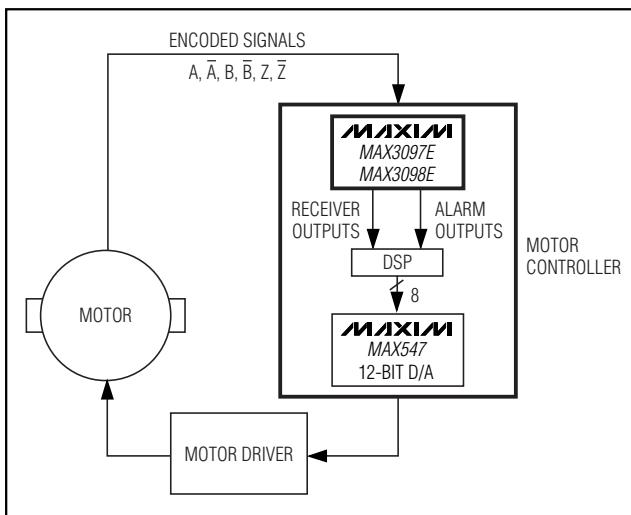 ENCODED SIGNALS
A, A̅, B, B̅, Z, Z̅
MAXIM
MAX3097E
MAX3098E
RECEIVER
OUTPUTS
ALARM
OUTPUTS
DSP
8
MOTOR
CONTROLLER
MOTOR
MAXIM
MAX547
12-BIT D/A
MOTOR DRIVER